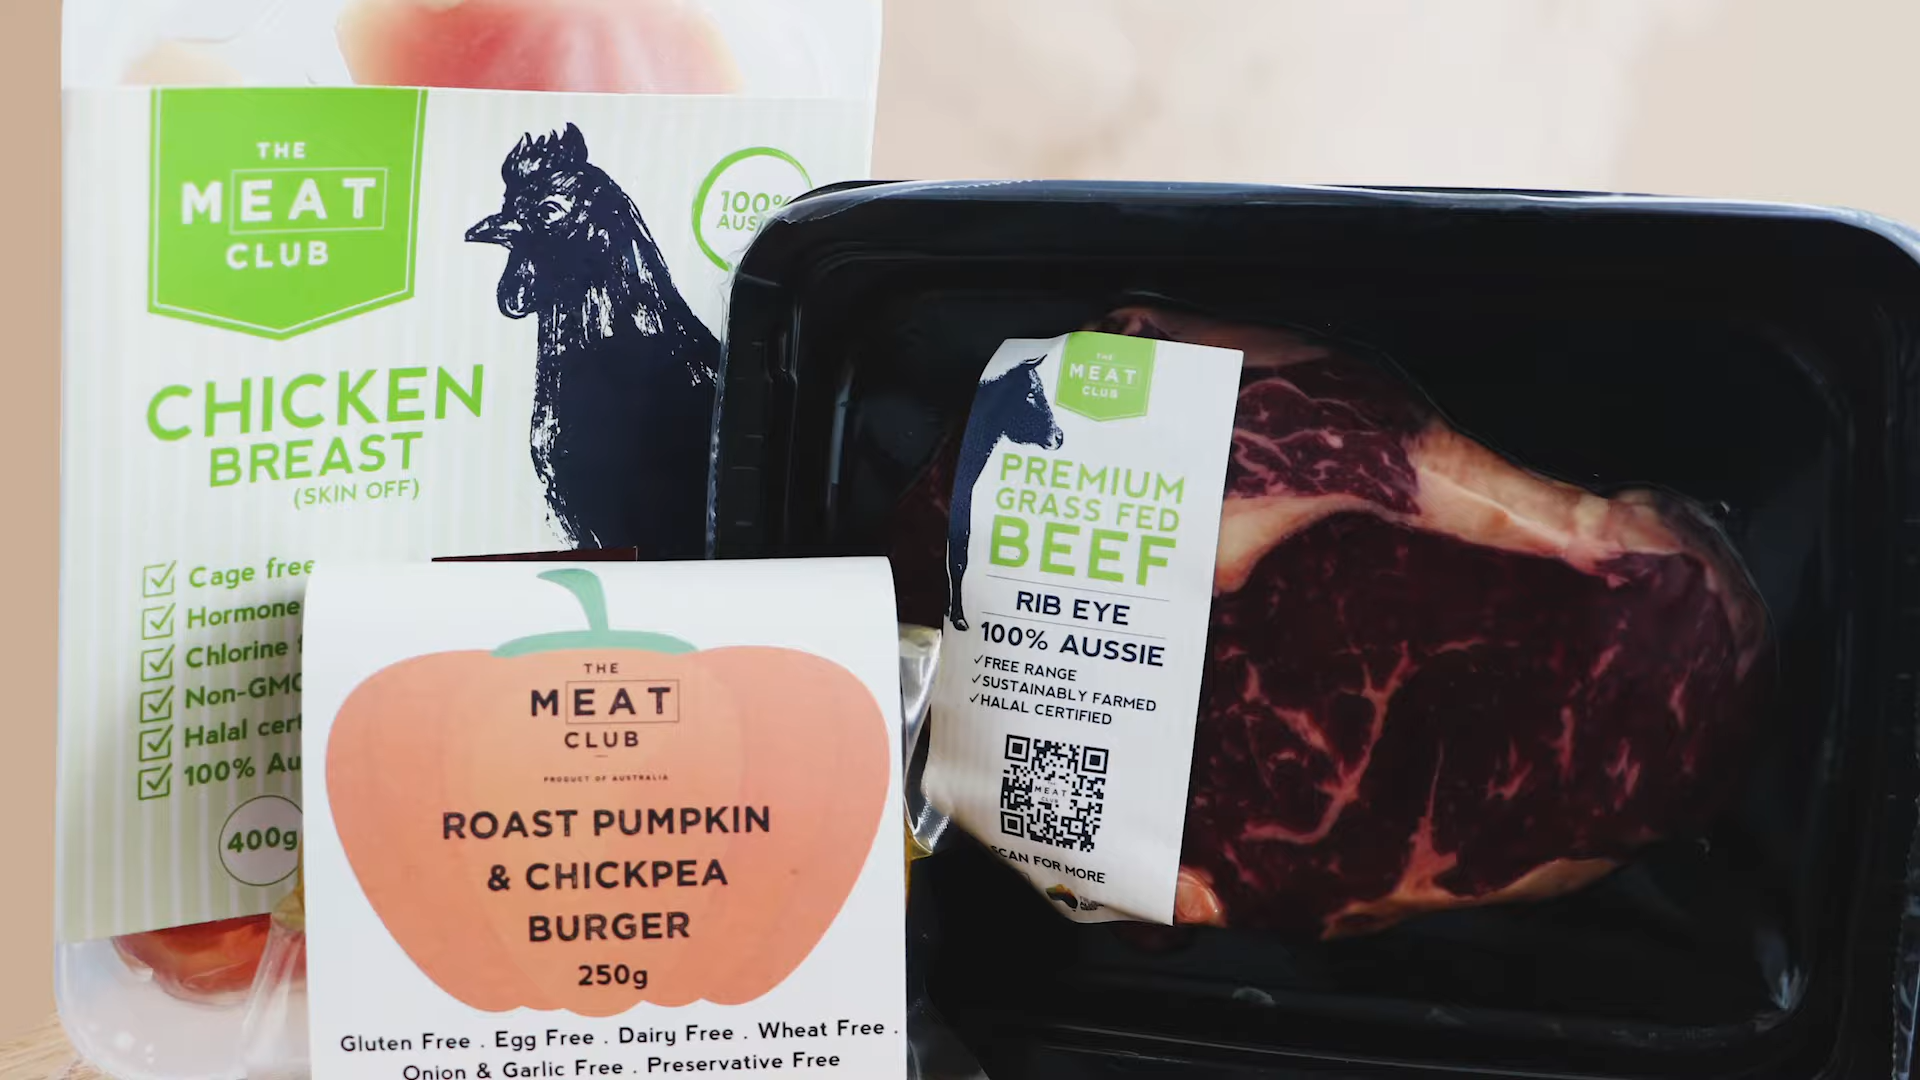 THE
MEAT
CLUB
100%
CHICKEN
BREAST
(SKIN OFF)
Cage free
Hormone
Chlorine
Non-GMO
Halal
100%
400g
THE
MEAT
CLUB
PRODUCT OF AUSTRALIA
ROAST PUMPKIN
& CHICKPEA
BURGER
250g
Gluten Free . Egg Free . Dairy Free . Wheat Free .
Onion & Garlic Free . Preservative Free
THE
MEAT
CLUB
PREMIUM
GRASS FED
BEEF
RIB EYE
100% AUSSIE
✓FREE RANGE
✓SUSTAINABLY FARMED
✓HALAL CERTIFIED
MEAT
SCAN FOR MORE